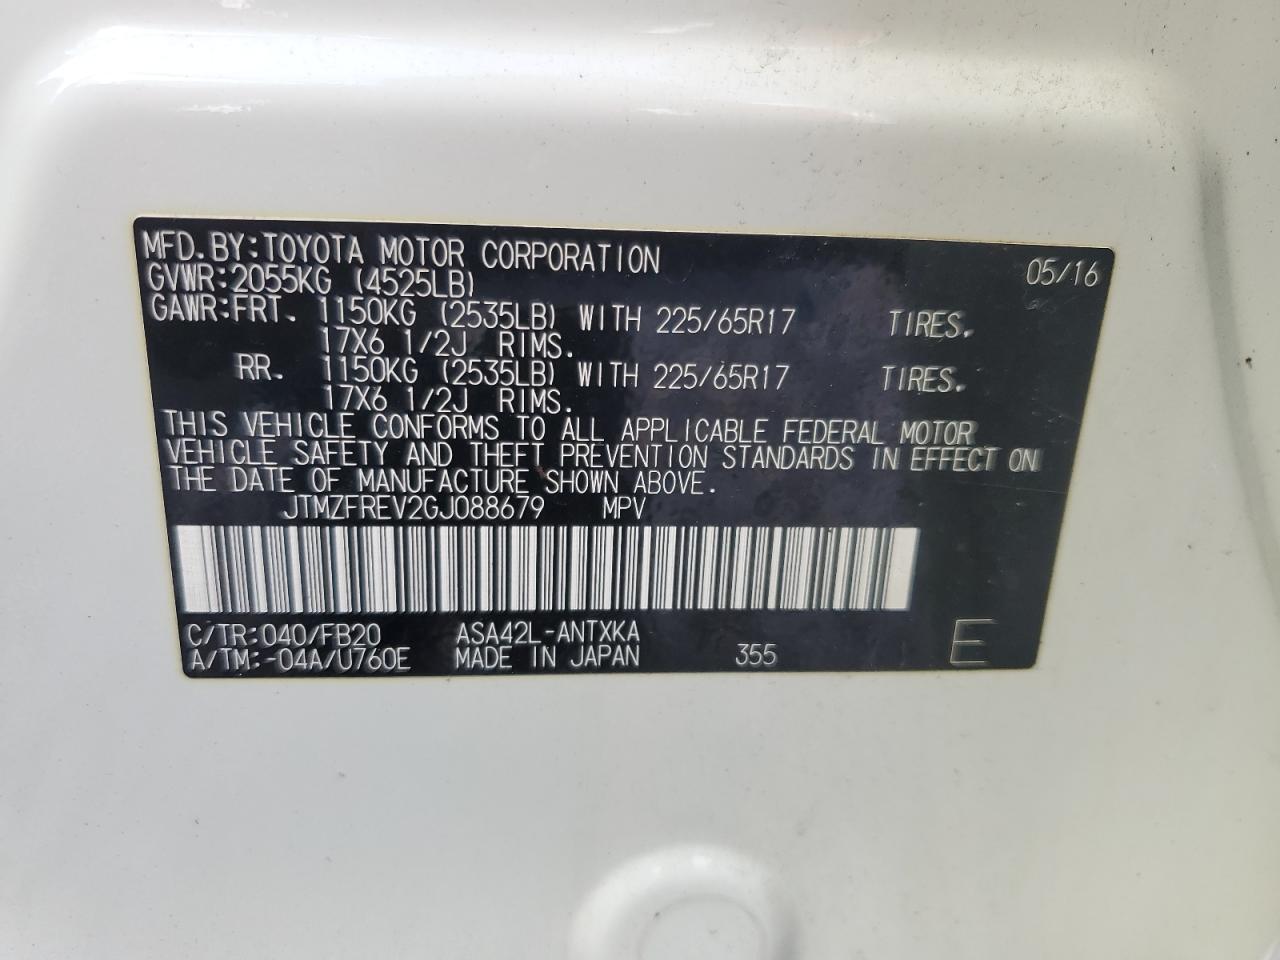 MFD.BY:TOYOTA MOTOR CORPORATION 05/16
GVWR:2055KG (4525LB)
GAWR:FRT. 1150KG (2535LB) WITH 225/65R17 TIRES.
17X6 1/2J RIMS.
RR. 1150KG (2535LB) WITH 225/65R17 TIRES.
17X6 1/2J RIMS.
THIS VEHICLE CONFORMS TO ALL APPLICABLE FEDERAL MOTOR
VEHICLE SAFETY AND THEFT PREVENTION STANDARDS IN EFFECT ON
THE DATE OF MANUFACTURE SHOWN ABOVE.
JTMZFREV2GJ088679 MPV
C/TR:040/FB20 ASA42L-ANTXKA
A/TM:-04A/U760E MADE IN JAPAN 355 E